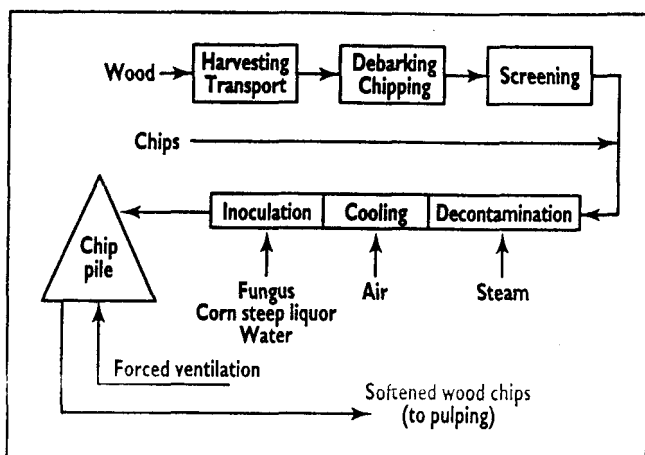 Wood
Harvesting
Transport
Debarking
Chipping
Screening
Chips
Inoculation
Cooling
Decontamination
Chip
pile
Fungus
Corn steep liquor
Water
Air
Steam
Forced ventilation
Softened wood chips
(to pulping)